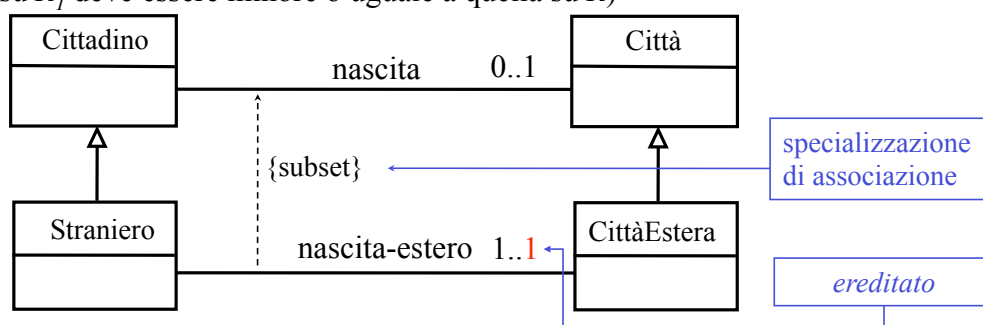 su R1 deve essere minore o uguale a quella su R)
Cittadino
Città
nascita 0..1
{subset}
specializzazione
di associazione
Straniero
CittàEstera
nascita-estero 1..1
ereditato